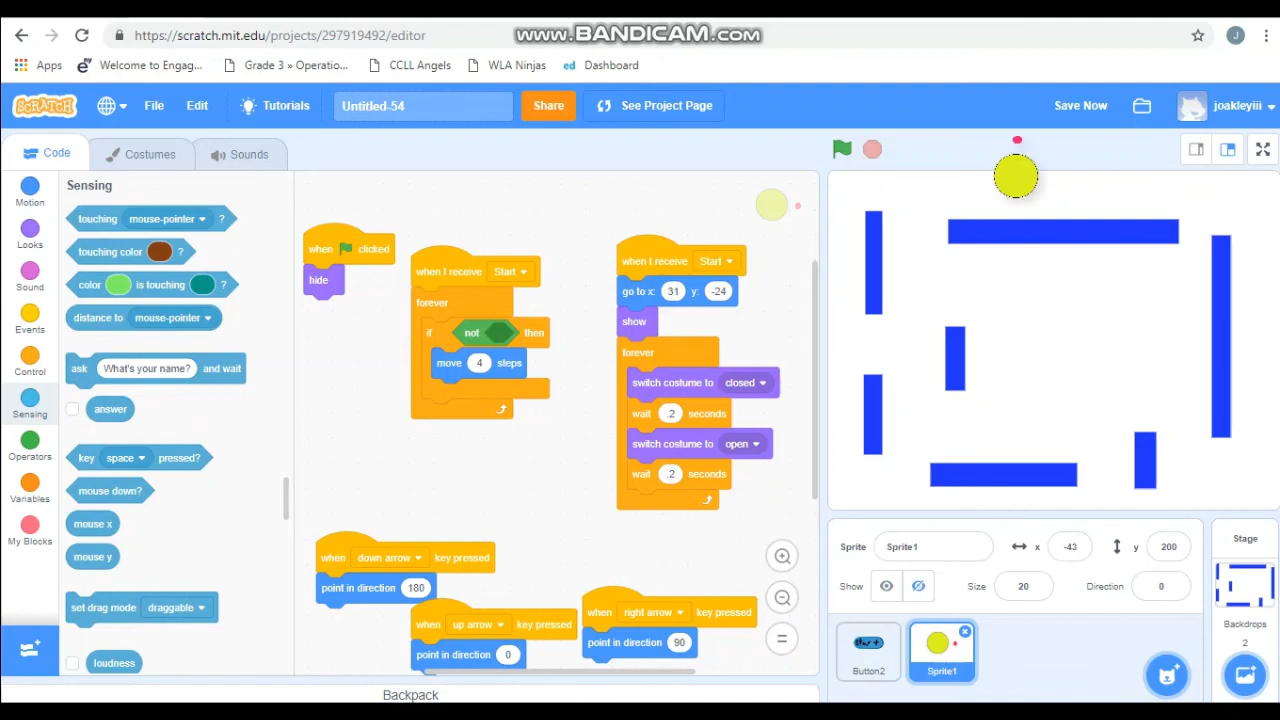 www.BANDICAM.com
https://scratch.mit.edu/projects/297919492/editor
J
Apps
Welcome to Engag...
Grade 3 » Operatio...
CCLL Angels
WLA Ninjas
ed Dashboard
SCRATCH
File
Edit
Tutorials
Untitled-54
Share
See Project Page
Save Now
joakleyiii
Code
Costumes
Sounds
Motion
Looks
Sound
Events
Control
Sensing
Operators
Variables
My Blocks
Sensing
touching mouse-pointer ?
touching color ?
color is touching ?
distance to mouse-pointer
ask What's your name? and wait
answer
key space pressed?
mouse down?
mouse x
mouse y
set drag mode draggable
loudness
when clicked
hide
when I receive Start
forever
if not then
move 4 steps
when I receive Start
go to x: 31 y: -24
show
forever
switch costume to closed
wait .2 seconds
switch costume to open
wait .2 seconds
when down arrow key pressed
point in direction 180
when up arrow key pressed
point in direction 0
when right arrow key pressed
point in direction 90
Backpack
Sprite Sprite1
x -43
y 200
Show
Size 20
Direction 0
Button2
Sprite1
Stage
Backdrops
2